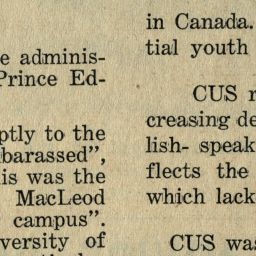 e adminis-
Prince Ed-
ptly to the
barassed",
is was the
MacLeod
campus".
versity of
in Canada.
tial youth
CUS
creasing de
lish- speak
flects the
which lack
CUS was